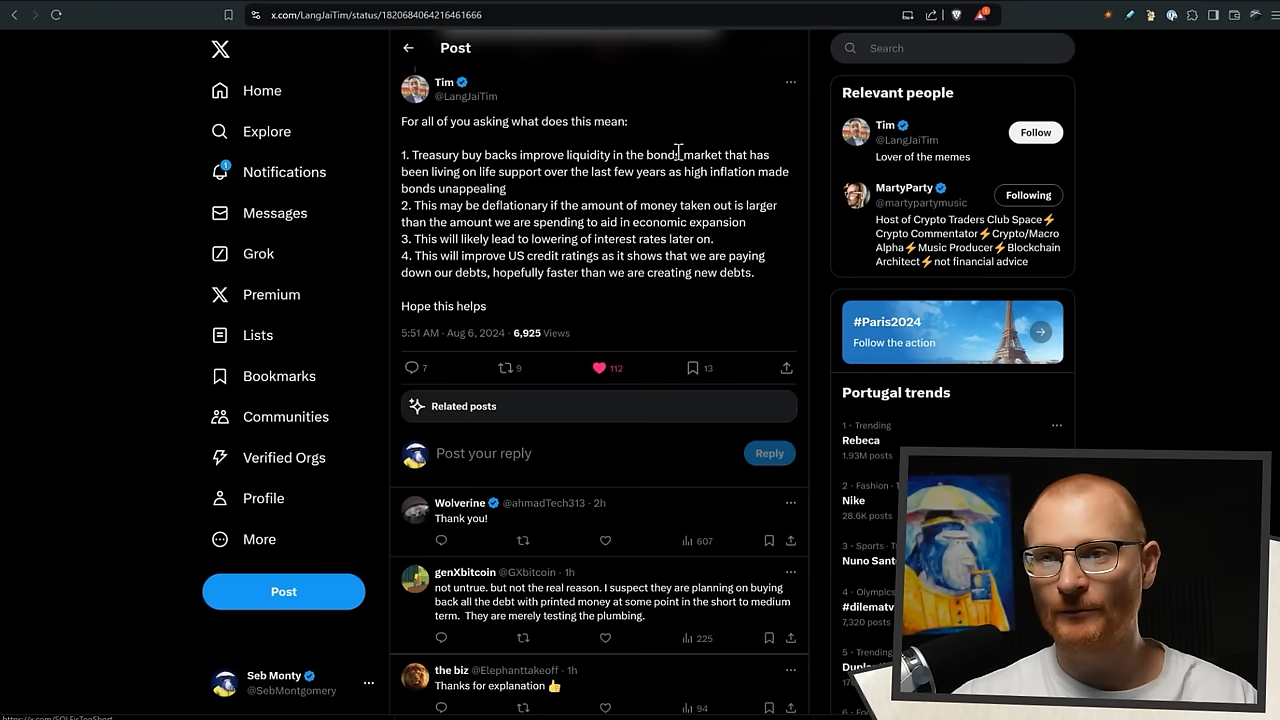 x.com/LangJaiTim/status/1820684064216461666
1
Home
Explore
1
Notifications
Messages
Grok
Premium
Lists
Bookmarks
Communities
Verified Orgs
Profile
More
Post
Seb Monty
@SebMontgomery
Post
Tim
@LangJaiTim
For all of you asking what does this mean:
1. Treasury buy backs improve liquidity in the bond market that has
been living on life support over the last few years as high inflation made
bonds unappealing
2. This may be deflationary if the amount of money taken out is larger
than the amount we are spending to aid in economic expansion
3. This will likely lead to lowering of interest rates later on.
4. This will improve US credit ratings as it shows that we are paying
down our debts, hopefully faster than we are creating new debts.
Hope this helps
5:51 AM · Aug 6, 2024 · 6,925 Views
7 9 112 13
Related posts
Post your reply
Reply
Wolverine @ahmadTech313 · 2h
Thank you!
607
genXbitcoin @GXbitcoin · 1h
not untrue. but not the real reason. I suspect they are planning on buying
back all the debt with printed money at some point in the short to medium
term. They are merely testing the plumbing.
225
the biz @Elephanttakeoff · 1h
Thanks for explanation 👍
94
Search
Relevant people
Tim
@LangJaiTim
Follow
Lover of the memes
MartyParty
@martypartymusic
Following
Host of Crypto Traders Club Space⚡
Crypto Commentator⚡Crypto/Macro
Alpha⚡Music Producer⚡Blockchain
Architect⚡not financial advice
#Paris2024
Follow the action
Portugal trends
1 · Trending
Rebeca
1.93M posts
2 · Fashion ·
Nike
28.6K posts
3 · Sports ·
Nuno
4 · Olympics
#dilematv
7,320 posts
5 · Trending